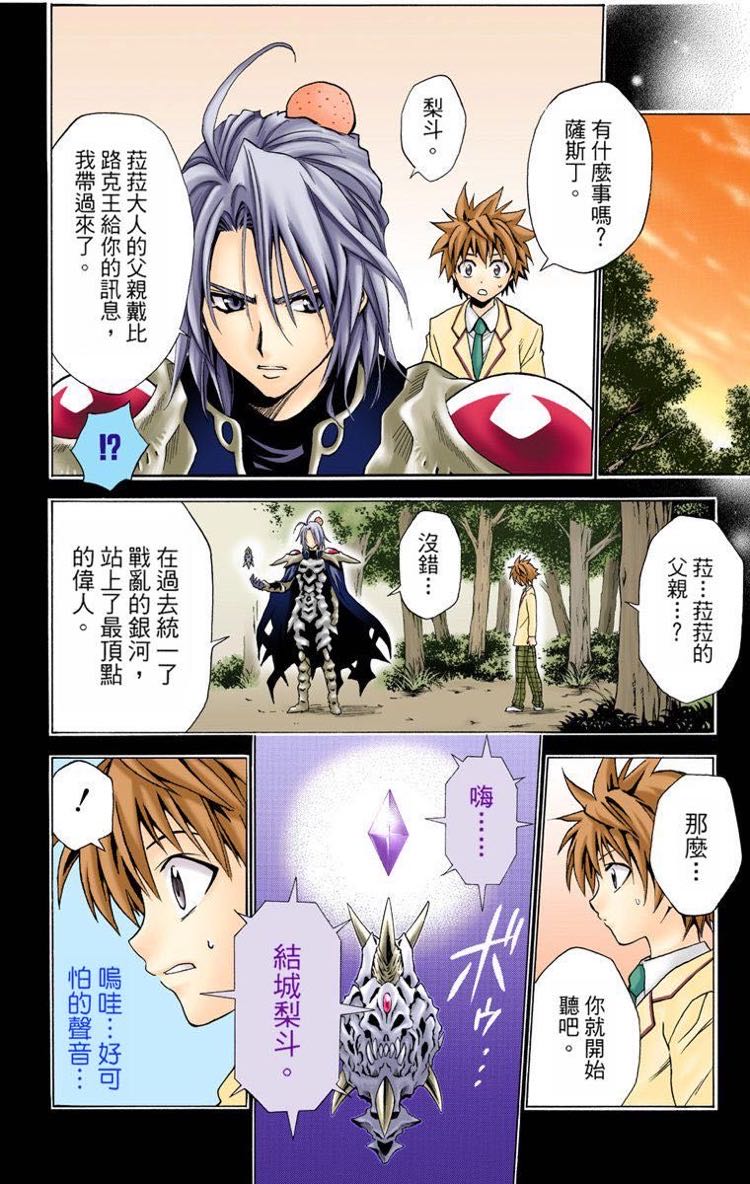 梨斗。
有什麼事嗎？
薩斯丁。
菈菈大人的父親戴比
路克王給你的訊息，
我帶過來了。
!?
菈…菈菈的
父親…？
沒錯…
在過去統一了
戰亂的銀河，
站上了最頂點
的偉人。
那麼…
你就開始
聽吧。
嗨……
ボゥ…
結城梨斗。
！
嗚哇…好可
怕的聲音…